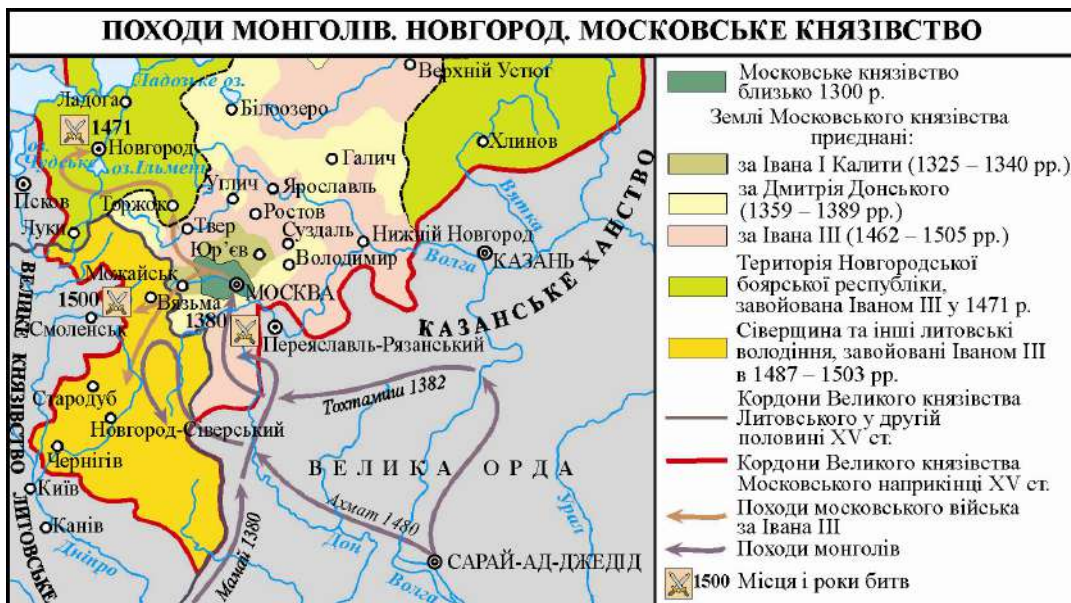 ПОХОДИ МОНГОЛІВ. НОВГОРОД. МОСКОВСЬКЕ КНЯЗІВСТВО
Ладозьке оз.
Верхній Устюг
Ладога
Білоозеро
1471
Новгород
Хлинов
оз.
Чудське
оз.Ільмень
Галич
Вятка
Псков
Углич
Ярославль
Торжок
Ростов
Луки
Твер
Суздаль
Нижній Новгород
Юр’єв
Волга
КАЗАНЬ
Володимир
Можайськ
МОСКВА
1500
Вязьма
1380
Смоленськ
Переяславль-Рязанський
КАЗАНСЬКЕ ХАНСТВО
Стародуб
Тохтамиш 1382
Новгород-Сіверський
Чернігів
ВЕЛИКА ОРДА
Київ
Ахмат 1480
Урал
Канів
Мамай 1380
Дон
Дніпро
Волга
САРАЙ-АД-ДЖЕДІД
ВЕЛИКЕ КНЯЗІВСТВО ЛИТОВСЬКЕ
Московське князівство
близько 1300 р.
Землі Московського князівства
приєднані:
за Івана І Калити (1325 – 1340 рр.)
за Дмитрія Донського
(1359 – 1389 рр.)
за Івана ІІІ (1462 – 1505 рр.)
Територія Новгородської
боярської республіки,
завойована Іваном ІІІ у 1471 р.
Сіверщина та інші литовські
володіння, завойовані Іваном ІІІ
в 1487 – 1503 рр.
Кордони Великого князівства
Литовського у другій
половині XV ст.
Кордони Великого князівства
Московського наприкінці XV ст.
Походи московського війська
за Івана ІІІ
Походи монголів
1500 Місця і роки битв